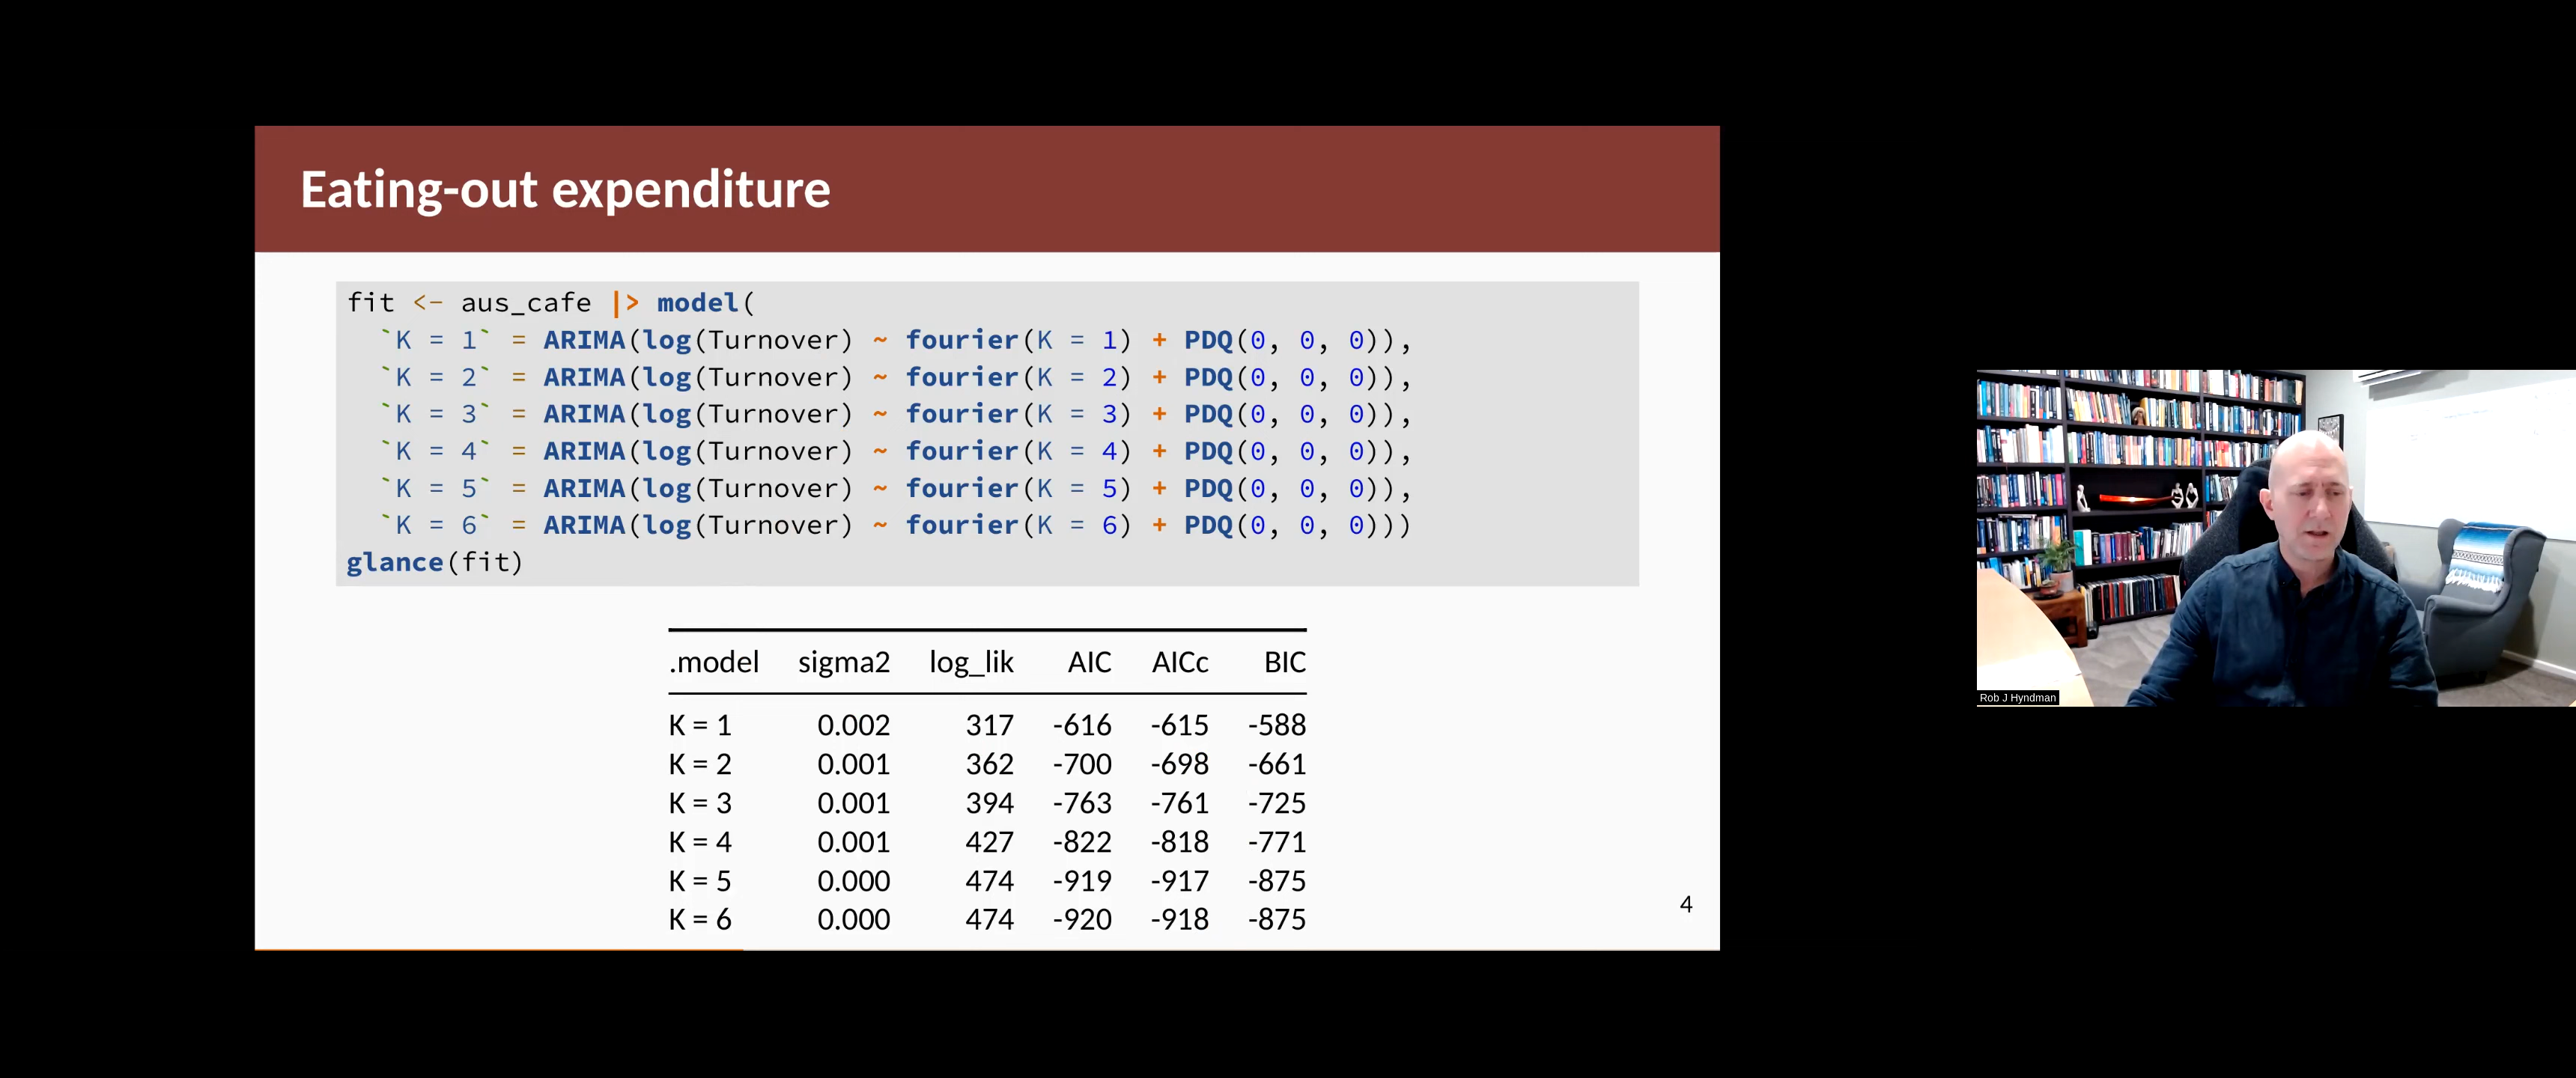 Eating-out expenditure
fit <- aus_cafe |> model(
`K = 1` = ARIMA(log(Turnover) ~ fourier(K = 1) + PDQ(0, 0, 0)),
`K = 2` = ARIMA(log(Turnover) ~ fourier(K = 2) + PDQ(0, 0, 0)),
`K = 3` = ARIMA(log(Turnover) ~ fourier(K = 3) + PDQ(0, 0, 0)),
`K = 4` = ARIMA(log(Turnover) ~ fourier(K = 4) + PDQ(0, 0, 0)),
`K = 5` = ARIMA(log(Turnover) ~ fourier(K = 5) + PDQ(0, 0, 0)),
`K = 6` = ARIMA(log(Turnover) ~ fourier(K = 6) + PDQ(0, 0, 0)))
glance(fit)
.model sigma2 log_lik AIC AICc BIC
K = 1 0.002 317 -616 -615 -588
K = 2 0.001 362 -700 -698 -661
K = 3 0.001 394 -763 -761 -725
K = 4 0.001 427 -822 -818 -771
K = 5 0.000 474 -919 -917 -875
K = 6 0.000 474 -920 -918 -875
4
Rob J Hyndman